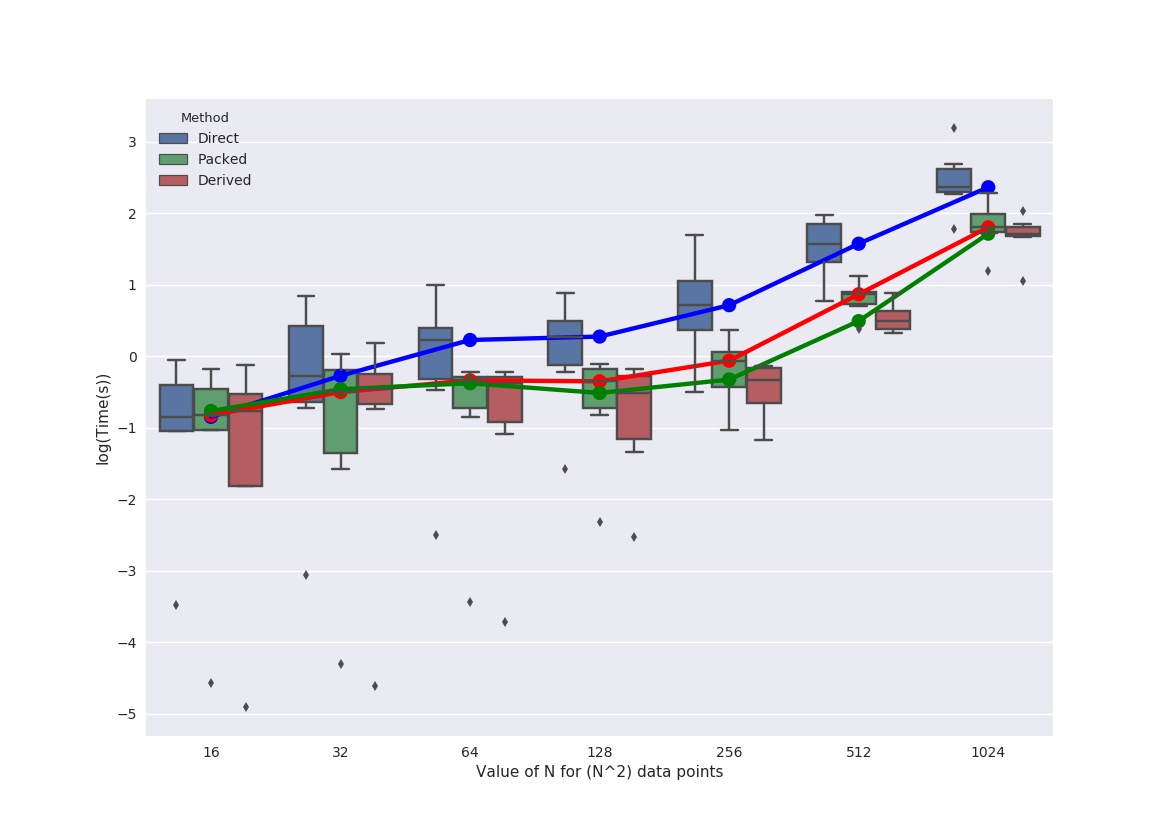 Method
Direct
Packed
Derived
3
2
1
0
−1
−2
−3
−4
−5
log(Time(s))
16 32 64 128 256 512 1024
Value of N for (N^2) data points